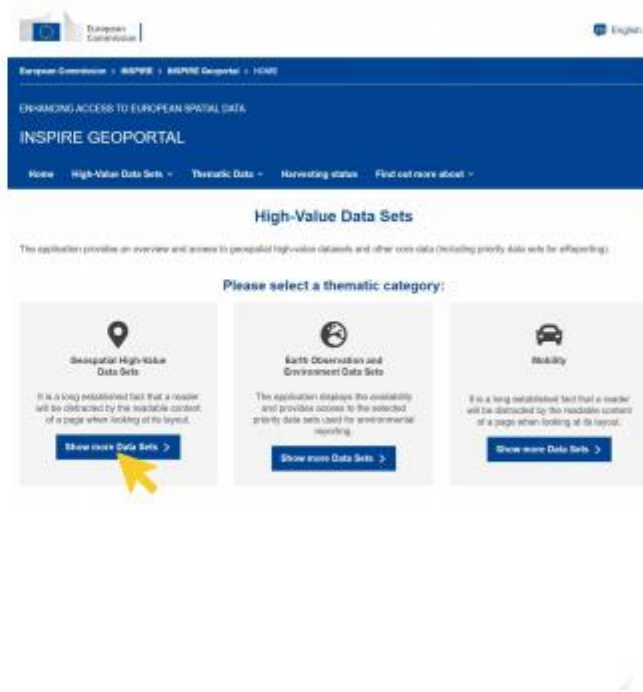 European
Commission
EN English
European Commission > INSPIRE > INSPIRE Geoportal > HOME
ENHANCING ACCESS TO EUROPEAN SPATIAL DATA
INSPIRE GEOPORTAL
Home High-Value Data Sets Thematic Data Harvesting status Find out more about
High-Value Data Sets
The application provides an overview and access to geospatial high-value datasets and other core data (including priority data sets for eReporting).
Please select a thematic category:
Geospatial High-Value
Data Sets
It is a long established fact that a reader
will be distracted by the readable content
of a page when looking at its layout.
Show more Data Sets >
Earth Observation and
Environment Data Sets
The application displays the availability
and provides access to the selected
priority data sets used for environmental
reporting.
Show more Data Sets >
Mobility
It is a long established fact that a reader
will be distracted by the readable content
of a page when looking at its layout.
Show more Data Sets >